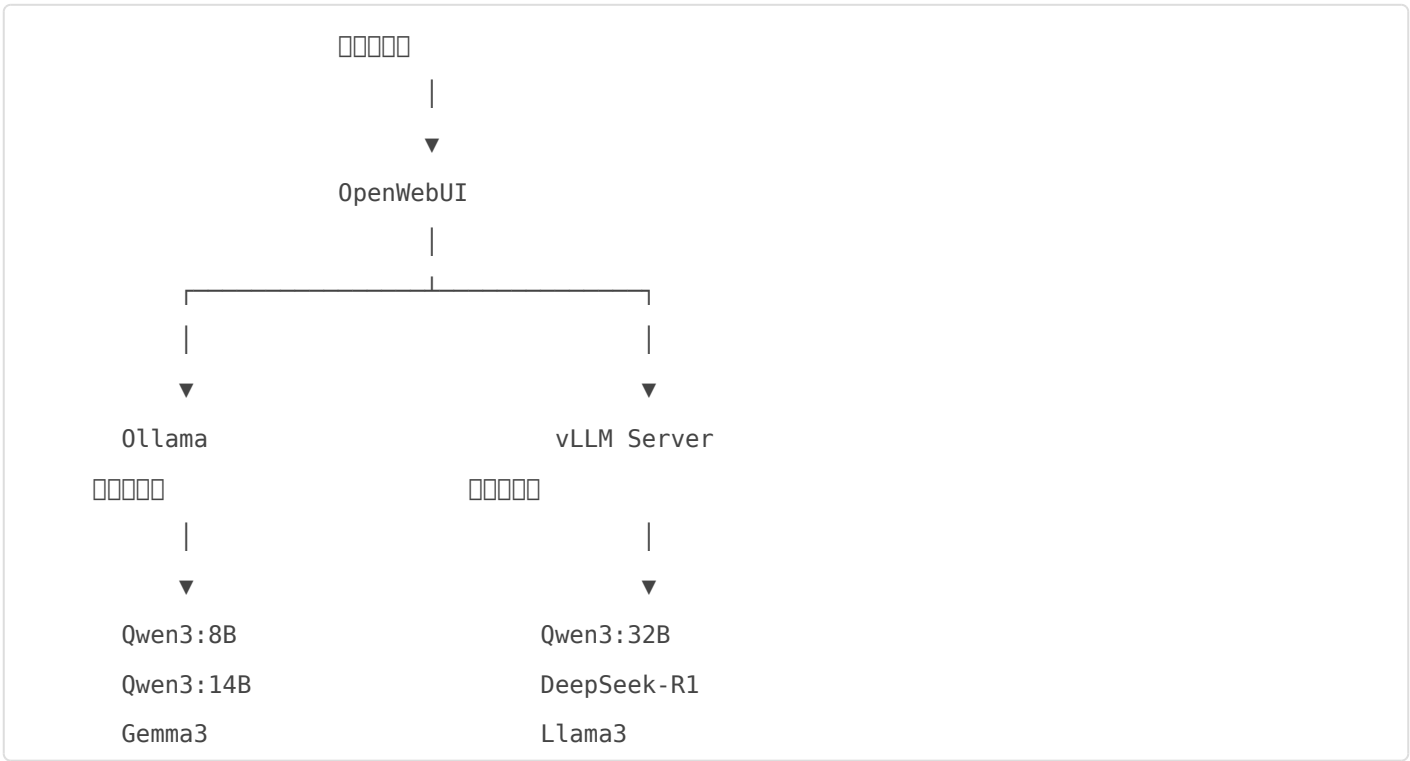 OpenWebUI
Ollama vLLM Server
Qwen3:8B Qwen3:32B
Qwen3:14B DeepSeek-R1
Gemma3 Llama3